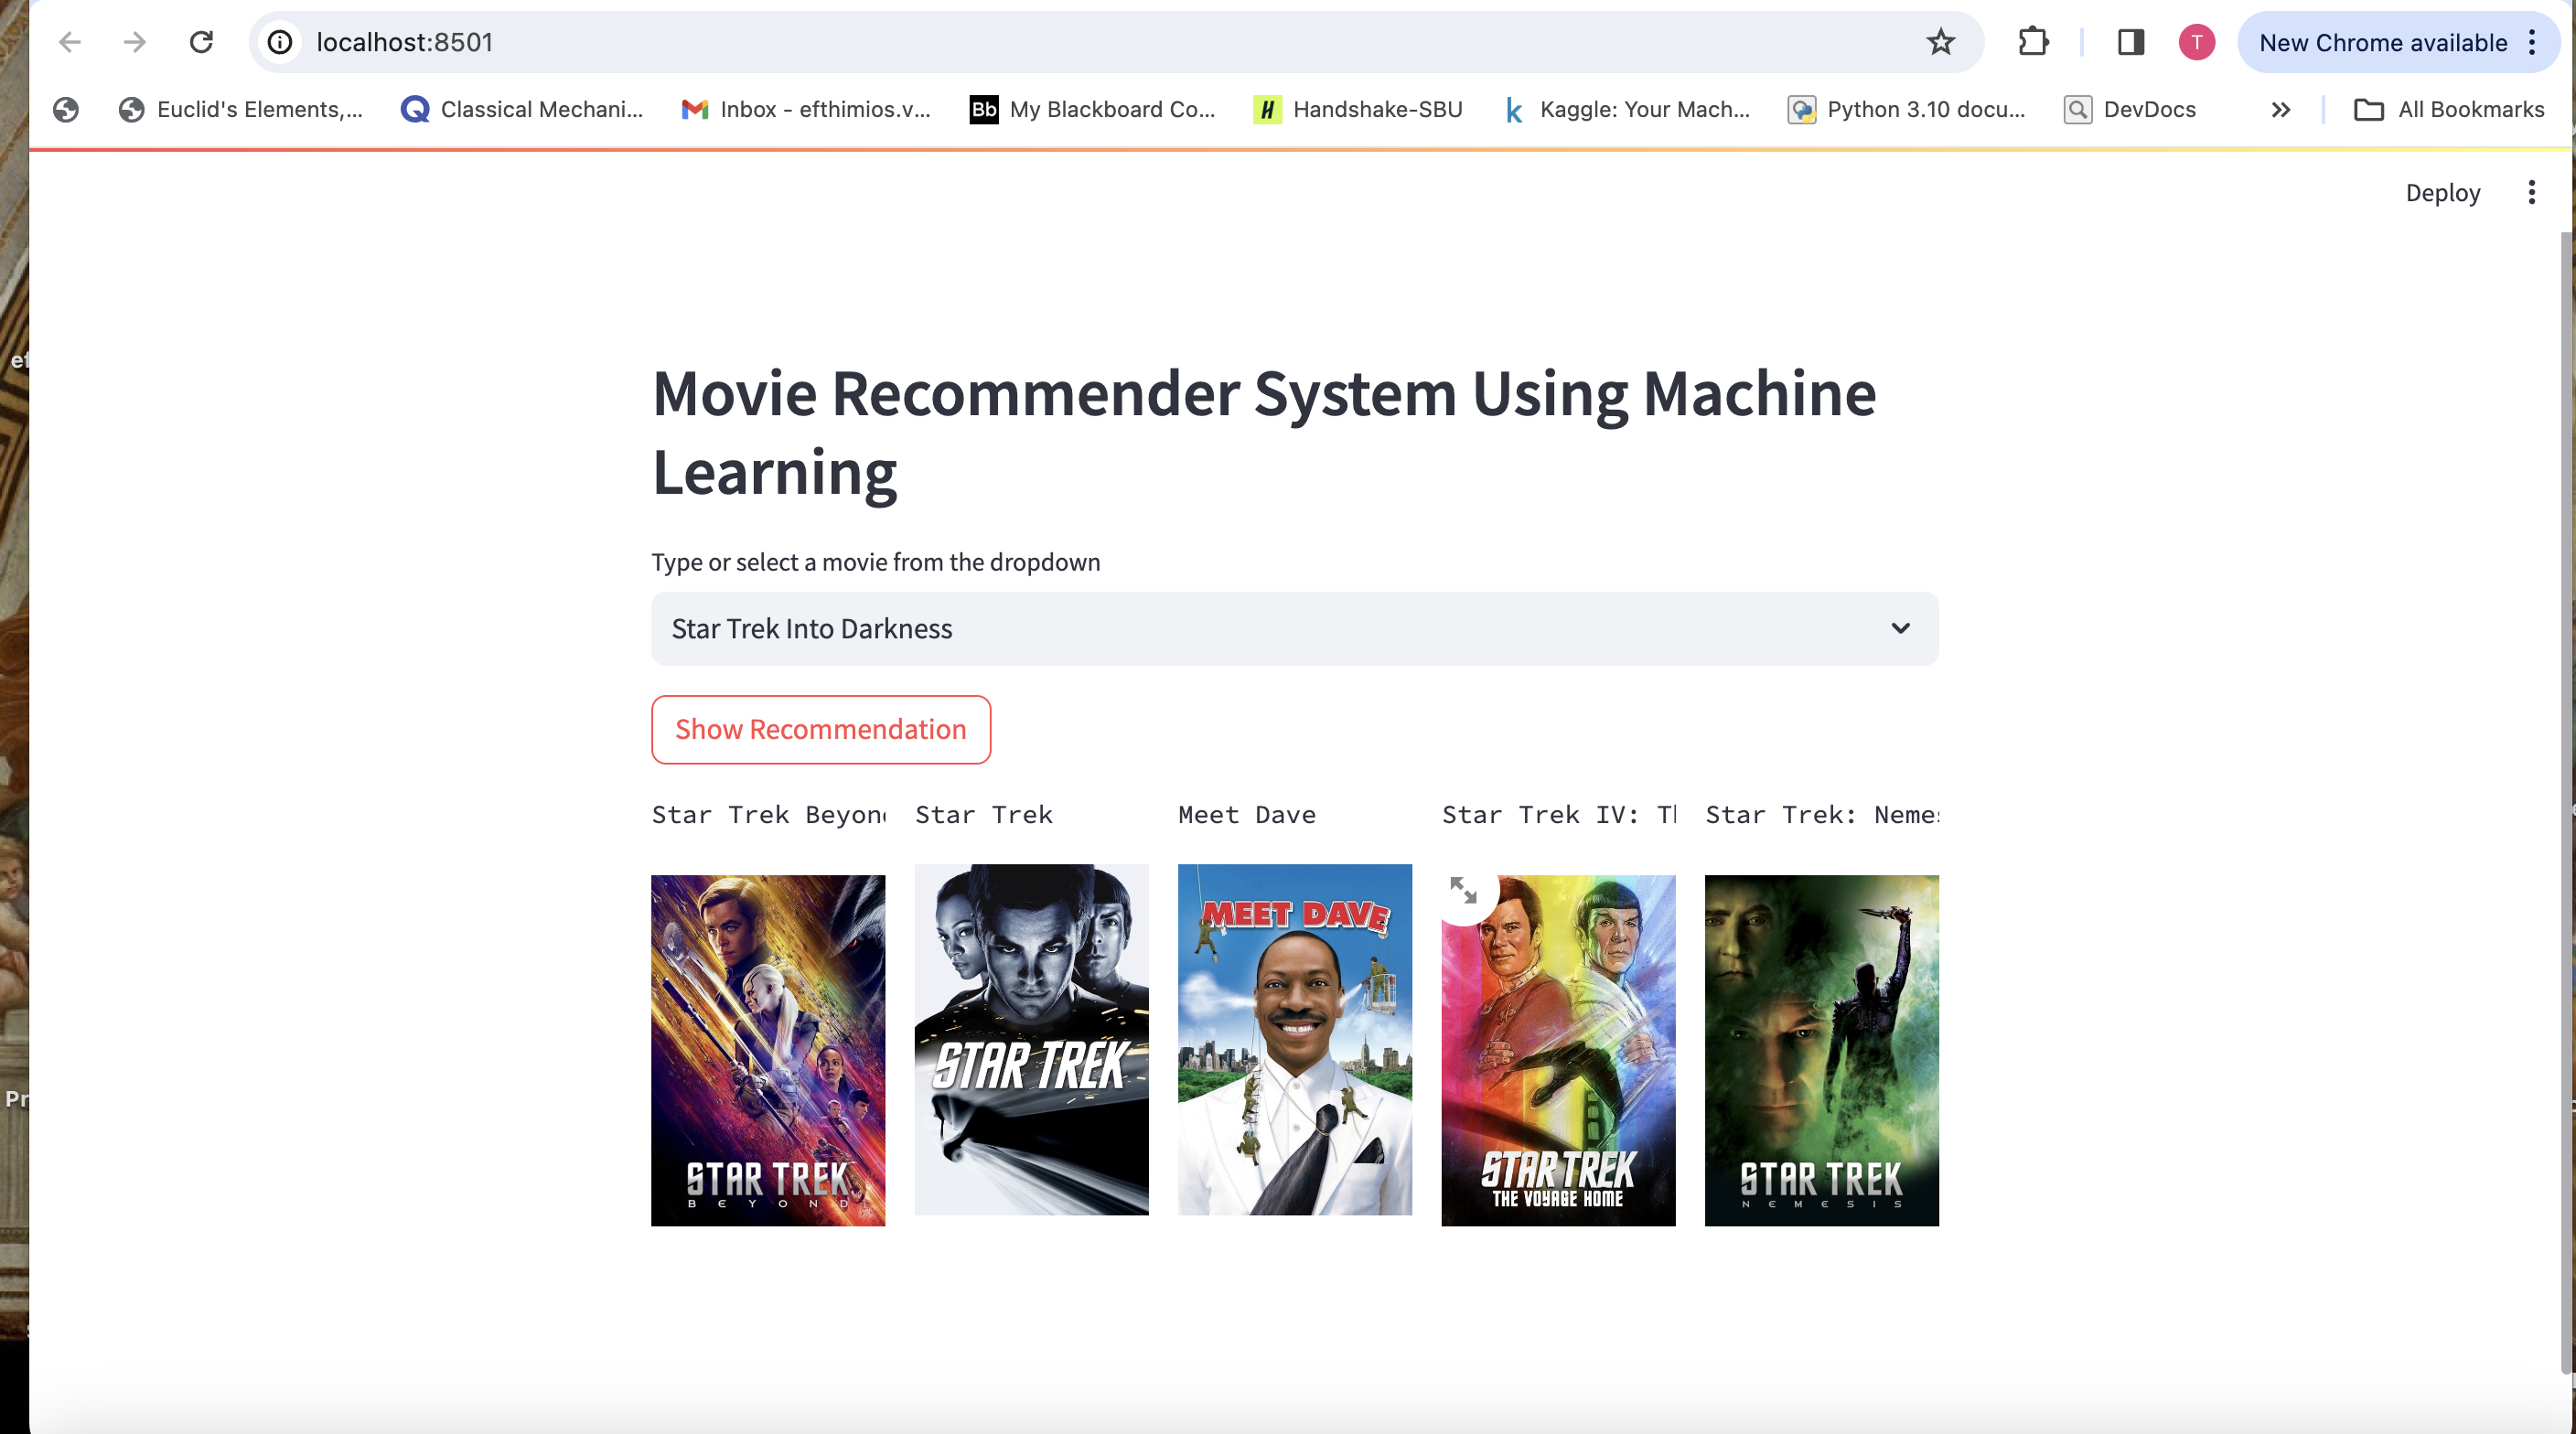 localhost:8501
T
New Chrome available
Euclid's Elements,...
Classical Mechani...
Inbox - efthimios.v...
Bb My Blackboard Co...
H Handshake-SBU
k Kaggle: Your Mach...
Python 3.10 docu...
DevDocs
All Bookmarks
Deploy
Movie Recommender System Using Machine
Learning
Type or select a movie from the dropdown
Star Trek Into Darkness
Show Recommendation
Star Trek Beyon
Star Trek
Meet Dave
Star Trek IV: T
Star Trek: Neme
STAR TREK
BEYOND
STAR TREK
MEET DAVE
STAR TREK
THE VOYAGE HOME
STAR TREK
NEMESIS
ef
Pr